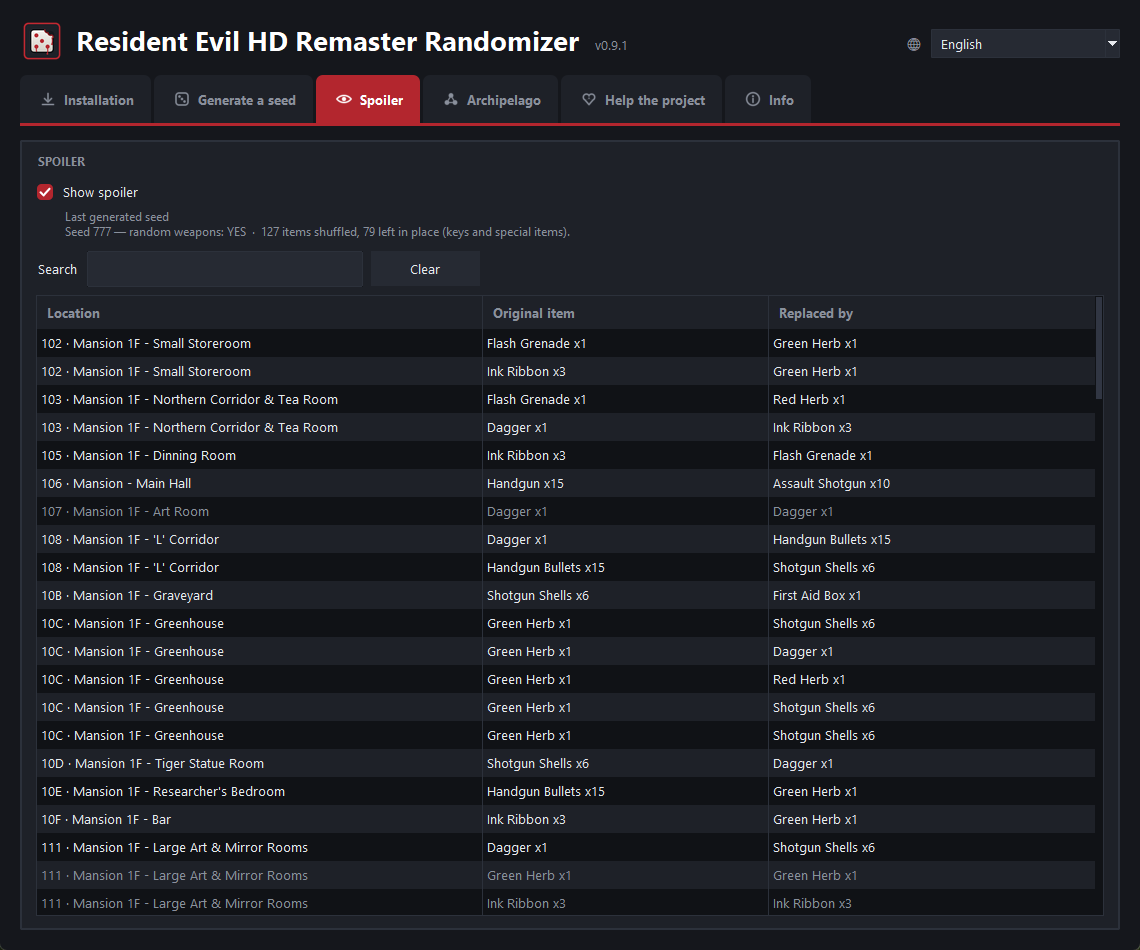 Resident Evil HD Remaster Randomizer v0.9.1 English
Installation Generate a seed Spoiler Archipelago Help the project Info
SPOILER
Show spoiler
Last generated seed
Seed 777 — random weapons: YES · 127 items shuffled, 79 left in place (keys and special items).
Search Clear
Location Original item Replaced by
102 · Mansion 1F - Small Storeroom Flash Grenade x1 Green Herb x1
102 · Mansion 1F - Small Storeroom Ink Ribbon x3 Green Herb x1
103 · Mansion 1F - Northern Corridor & Tea Room Flash Grenade x1 Red Herb x1
103 · Mansion 1F - Northern Corridor & Tea Room Dagger x1 Ink Ribbon x3
105 · Mansion 1F - Dinning Room Ink Ribbon x3 Flash Grenade x1
106 · Mansion - Main Hall Handgun x15 Assault Shotgun x10
107 · Mansion 1F - Art Room Dagger x1 Dagger x1
108 · Mansion 1F - 'L' Corridor Dagger x1 Handgun Bullets x15
108 · Mansion 1F - 'L' Corridor Handgun Bullets x15 Shotgun Shells x6
10B · Mansion 1F - Graveyard Shotgun Shells x6 First Aid Box x1
10C · Mansion 1F - Greenhouse Green Herb x1 Shotgun Shells x6
10C · Mansion 1F - Greenhouse Green Herb x1 Dagger x1
10C · Mansion 1F - Greenhouse Green Herb x1 Red Herb x1
10C · Mansion 1F - Greenhouse Green Herb x1 Shotgun Shells x6
10C · Mansion 1F - Greenhouse Green Herb x1 Shotgun Shells x6
10D · Mansion 1F - Tiger Statue Room Shotgun Shells x6 Dagger x1
10E · Mansion 1F - Researcher's Bedroom Handgun Bullets x15 Green Herb x1
10F · Mansion 1F - Bar Ink Ribbon x3 Green Herb x1
111 · Mansion 1F - Large Art & Mirror Rooms Dagger x1 Shotgun Shells x6
111 · Mansion 1F - Large Art & Mirror Rooms Green Herb x1 Green Herb x1
111 · Mansion 1F - Large Art & Mirror Rooms Ink Ribbon x3 Ink Ribbon x3